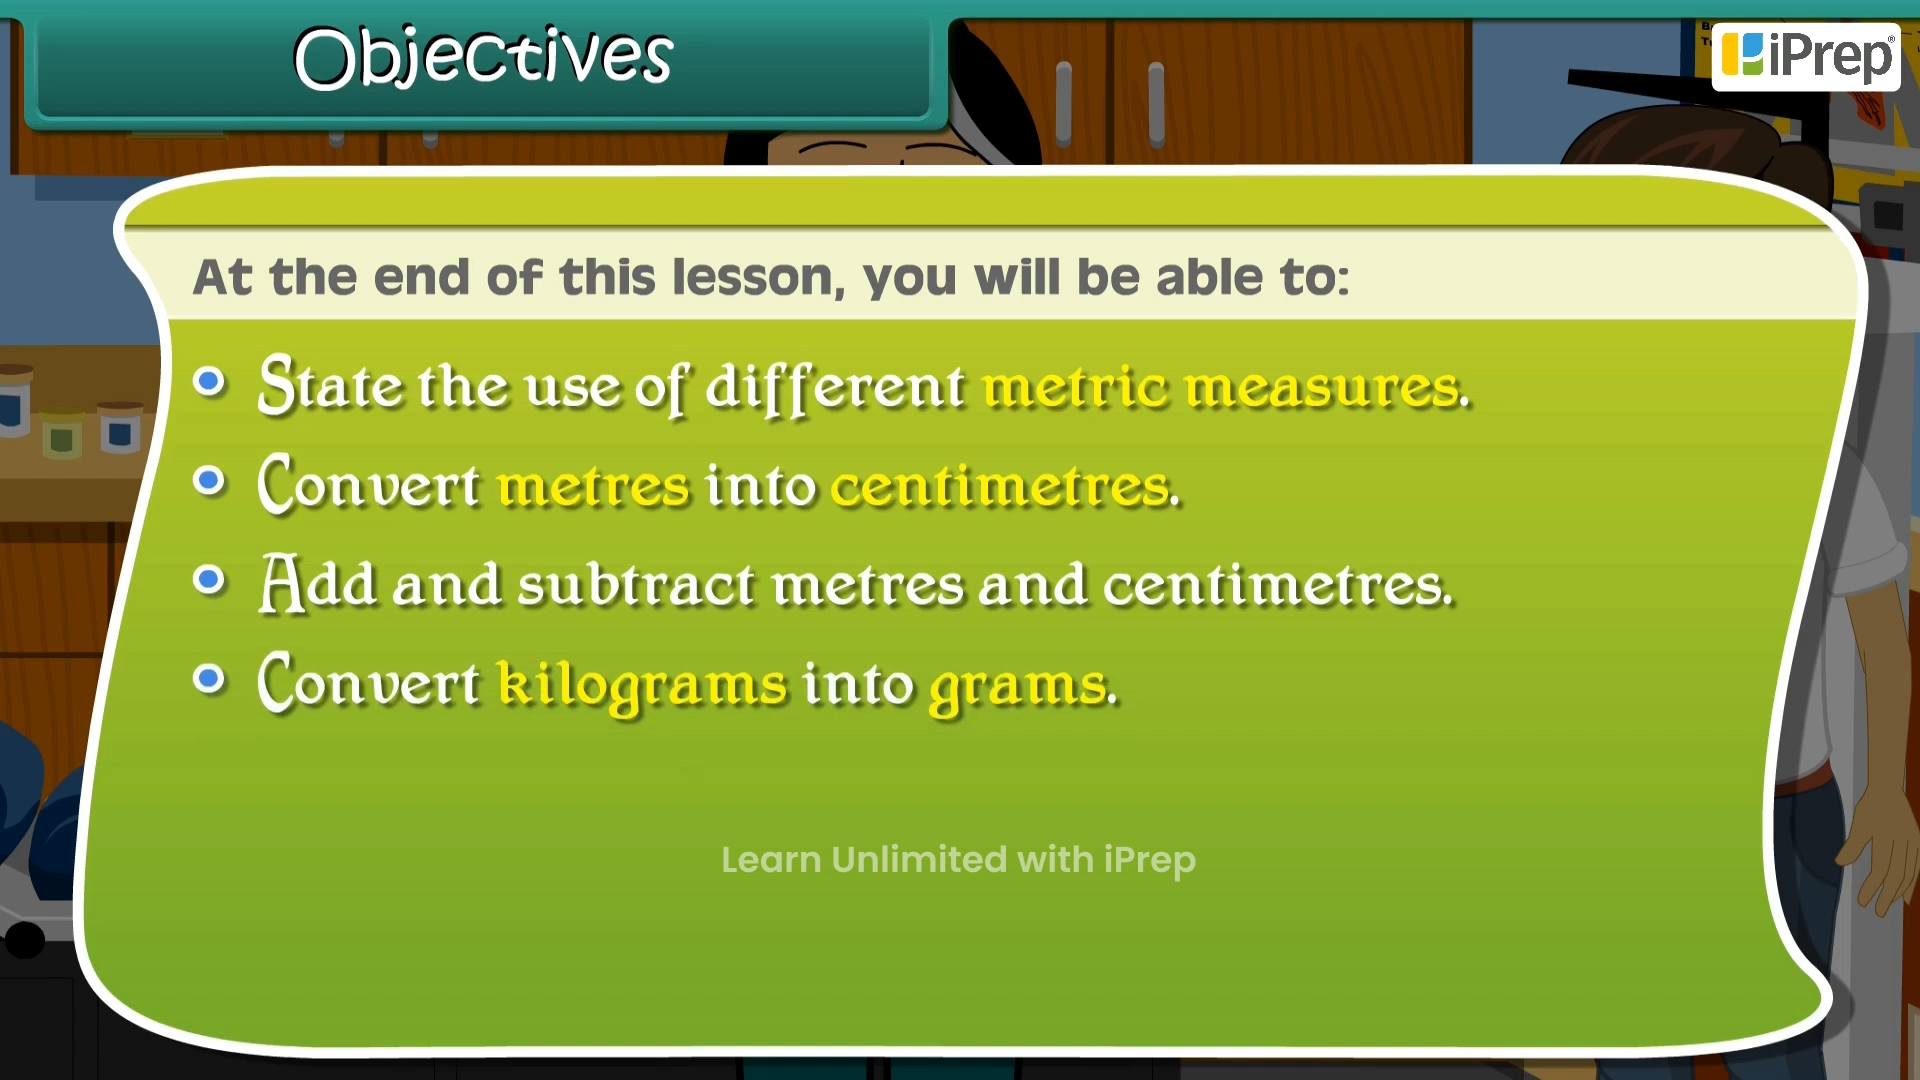 Objectives
iPrep®
At the end of this lesson, you will be able to:
State the use of different metric measures.
Convert metres into centimetres.
Add and subtract metres and centimetres.
Convert kilograms into grams.
Learn Unlimited with iPrep